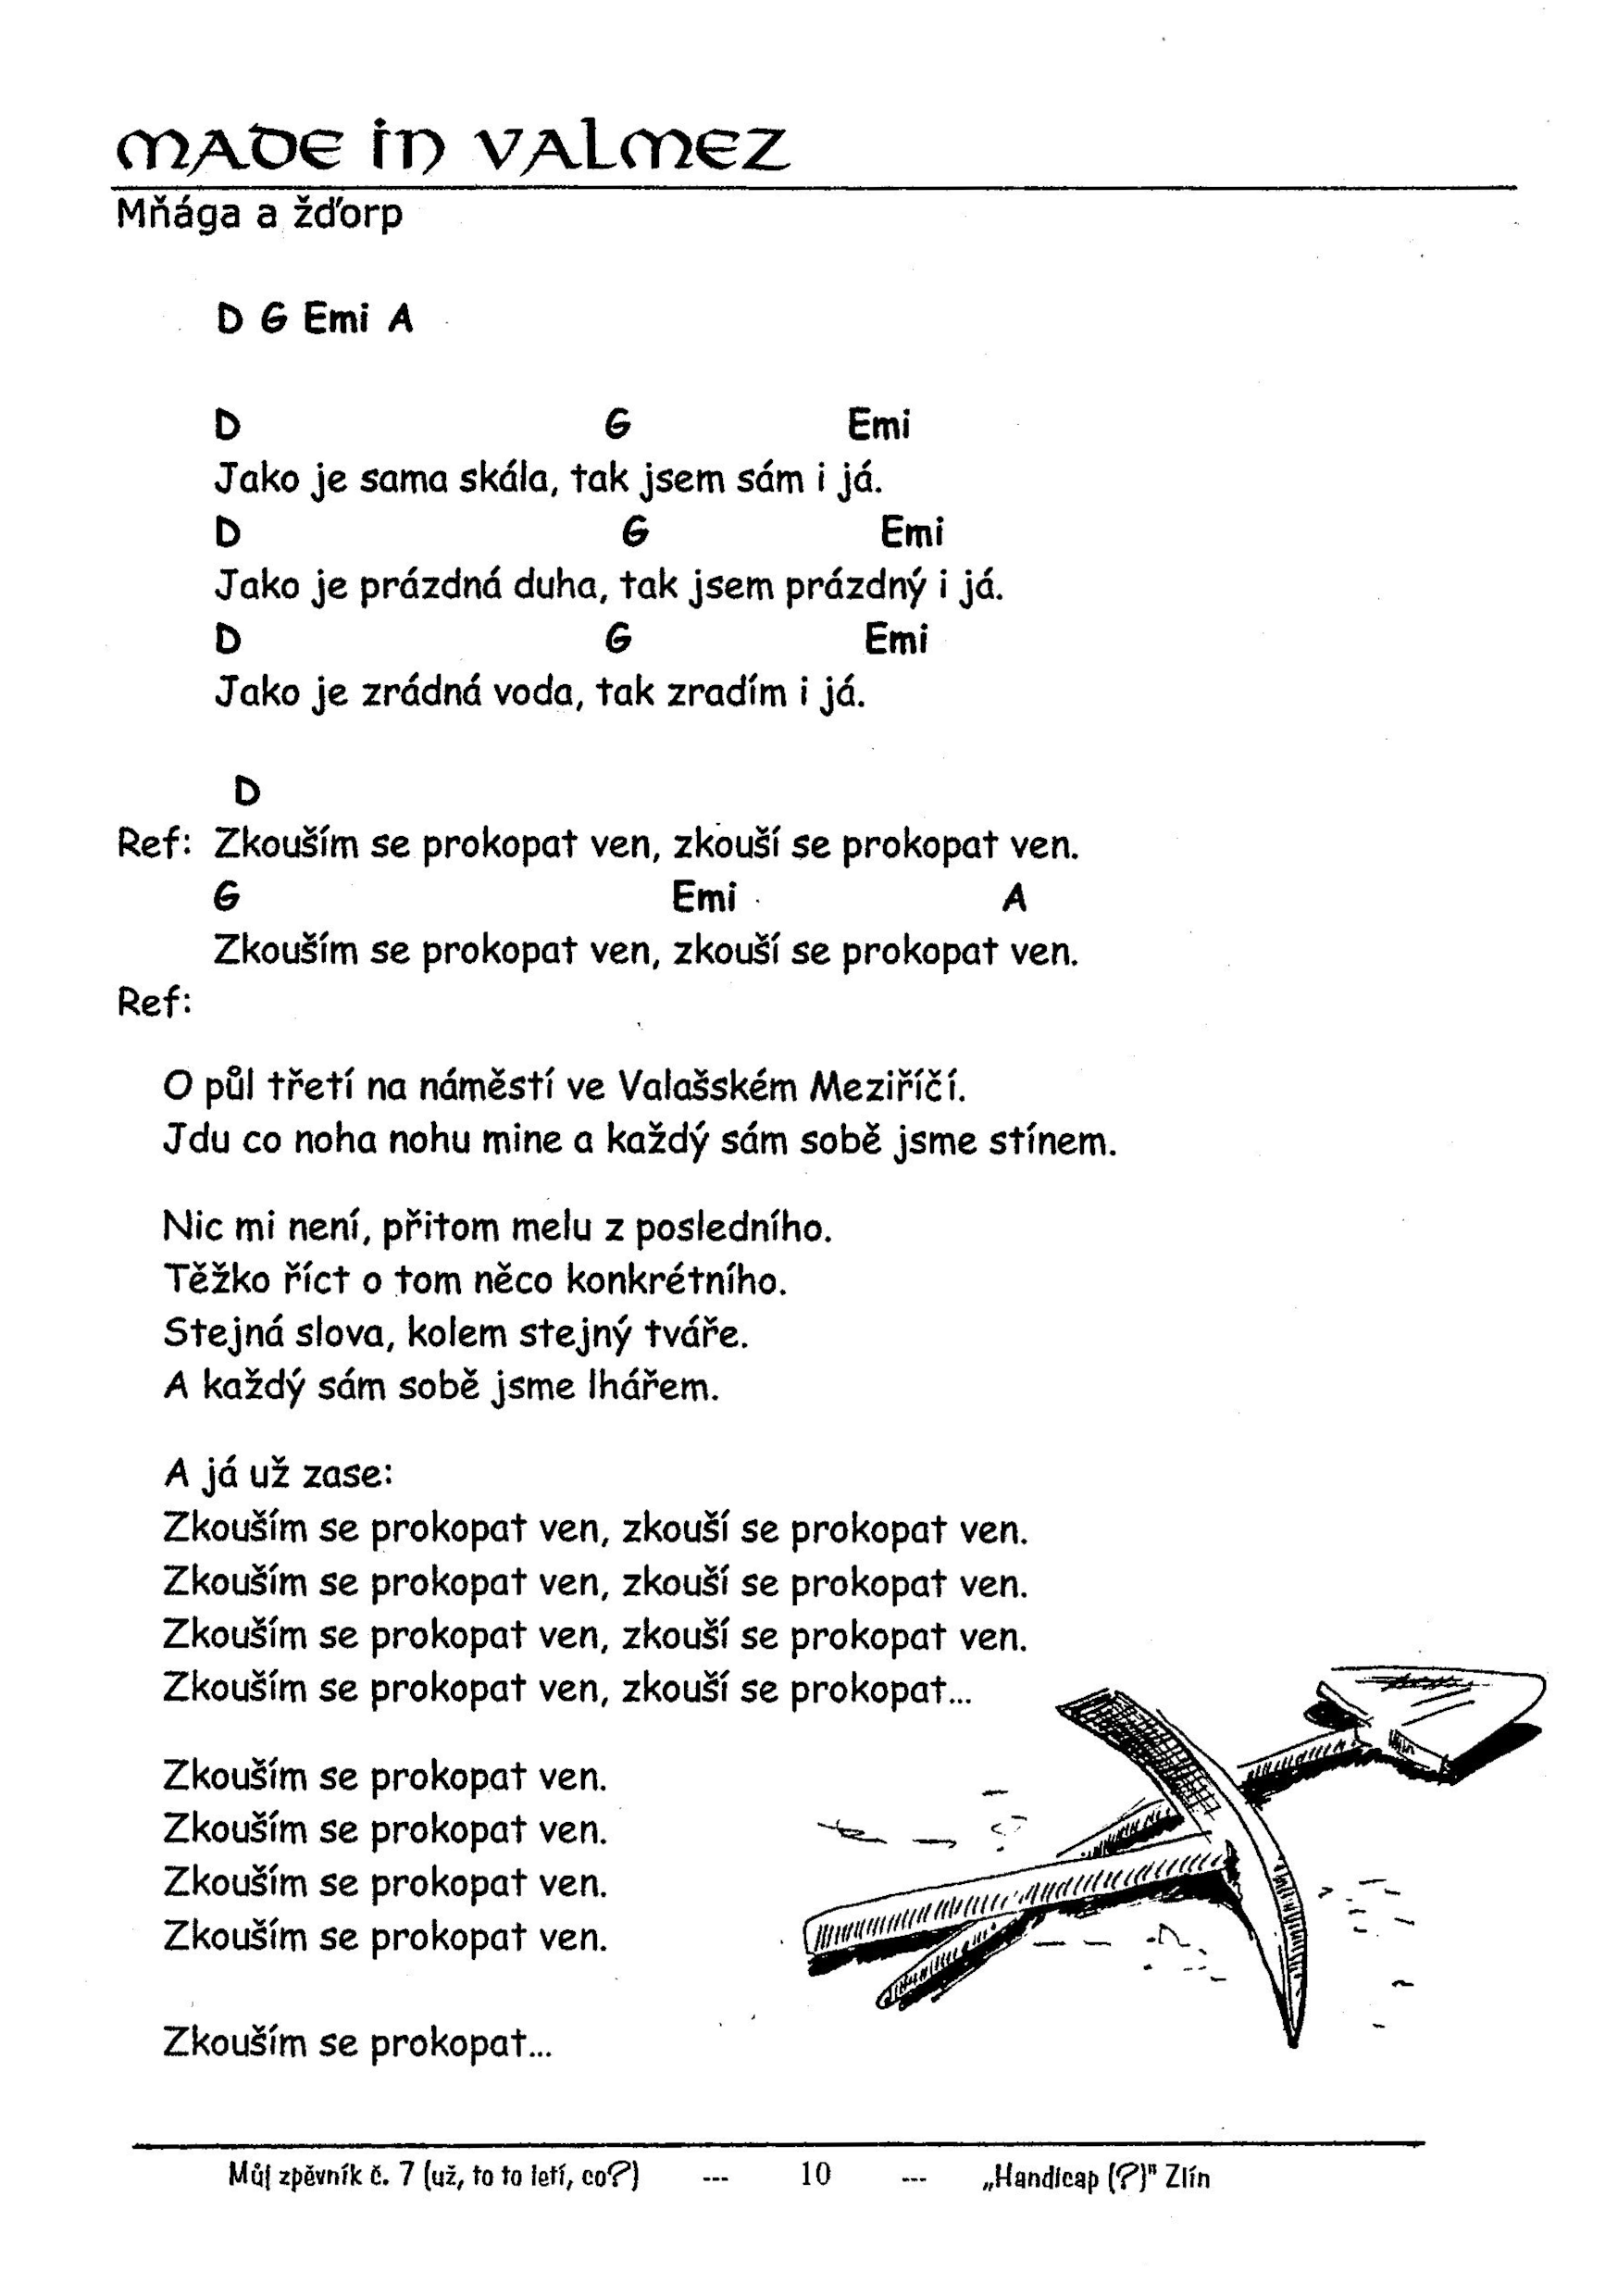 MADE in VALMEZ
Mňága a žďorp
D G Emi A
D G Emi
Jako je sama skála, tak jsem sám i já.
D G Emi
Jako je prázdná duha, tak jsem prázdný i já.
D G Emi
Jako je zrádná voda, tak zradím i já.
D
Ref: Zkouším se prokopat ven, zkouší se prokopat ven.
G Emi A
Zkouším se prokopat ven, zkouší se prokopat ven.
Ref:
O půl třetí na náměstí ve Valašském Meziříčí.
Jdu co noha nohu mine a každý sám sobě jsme stínem.
Nic mi není, přitom melu z posledního.
Těžko říct o tom něco konkrétního.
Stejná slova, kolem stejný tváře.
A každý sám sobě jsme lhářem.
A já už zase:
Zkouším se prokopat ven, zkouší se prokopat ven.
Zkouším se prokopat ven, zkouší se prokopat ven.
Zkouším se prokopat ven, zkouší se prokopat ven.
Zkouším se prokopat ven, zkouší se prokopat...
Zkouším se prokopat ven.
Zkouším se prokopat ven.
Zkouším se prokopat ven.
Zkouším se prokopat ven.
Zkouším se prokopat...
Můj zpěvník č. 7 (už, to to letí, co?) --- 10 --- „Handicap (?)" Zlín